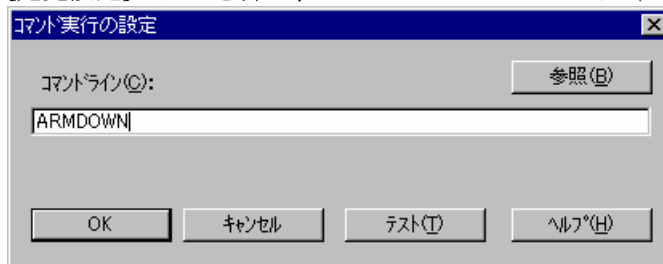 コマンド実行の設定
コマンドライン(C):
参照(B)
ARMDOWN
OK
キャンセル
テスト(T)
ヘルプ(H)